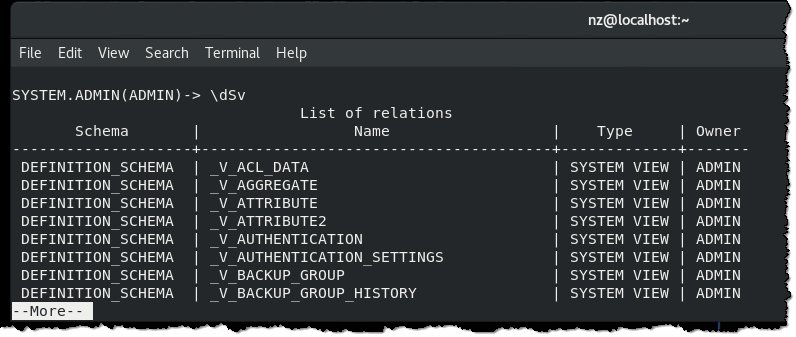 nz@localhost:~
File Edit View Search Terminal Help
SYSTEM.ADMIN(ADMIN)-> \dSv
List of relations
Schema | Name | Type | Owner
--------------------+---------------------------------------+-------------+-------
DEFINITION_SCHEMA | _V_ACL_DATA | SYSTEM VIEW | ADMIN
DEFINITION_SCHEMA | _V_AGGREGATE | SYSTEM VIEW | ADMIN
DEFINITION_SCHEMA | _V_ATTRIBUTE | SYSTEM VIEW | ADMIN
DEFINITION_SCHEMA | _V_ATTRIBUTE2 | SYSTEM VIEW | ADMIN
DEFINITION_SCHEMA | _V_AUTHENTICATION | SYSTEM VIEW | ADMIN
DEFINITION_SCHEMA | _V_AUTHENTICATION_SETTINGS | SYSTEM VIEW | ADMIN
DEFINITION_SCHEMA | _V_BACKUP_GROUP | SYSTEM VIEW | ADMIN
DEFINITION_SCHEMA | _V_BACKUP_GROUP_HISTORY | SYSTEM VIEW | ADMIN
--More--